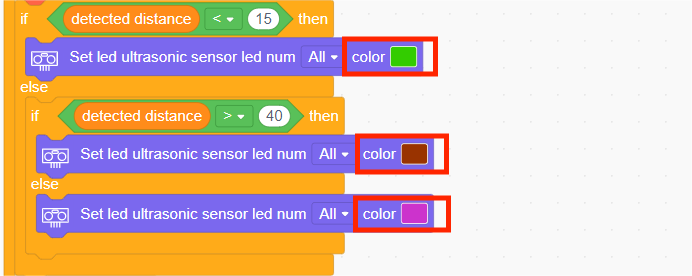 if detected distance < 15 then
Set led ultrasonic sensor led num All color
else
if detected distance > 40 then
Set led ultrasonic sensor led num All color
else
Set led ultrasonic sensor led num All color